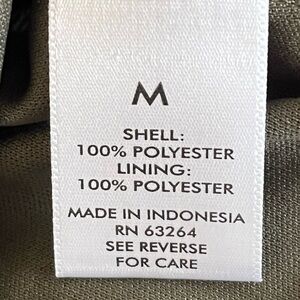 M
SHELL:
100% POLYESTER
LINING:
100% POLYESTER
MADE IN INDONESIA
RN 63264
SEE REVERSE
FOR CARE